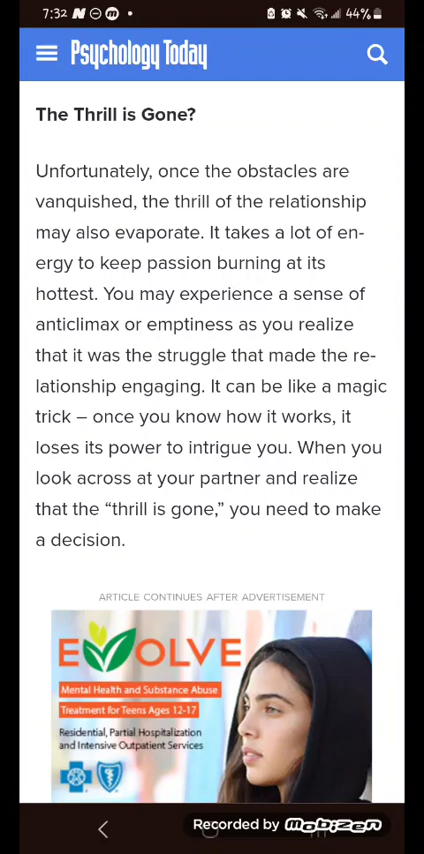 7:32
44%
Psychology Today
The Thrill is Gone?
Unfortunately, once the obstacles are
vanquished, the thrill of the relationship
may also evaporate. It takes a lot of en-
ergy to keep passion burning at its
hottest. You may experience a sense of
anticlimax or emptiness as you realize
that it was the struggle that made the re-
lationship engaging. It can be like a magic
trick – once you know how it works, it
loses its power to intrigue you. When you
look across at your partner and realize
that the “thrill is gone,” you need to make
a decision.
ARTICLE CONTINUES AFTER ADVERTISEMENT
EVOLVE
Mental Health and Substance Abuse
Treatment for Teens Ages 12-17
Residential, Partial Hospitalization
and Intensive Outpatient Services
Recorded by mobizen